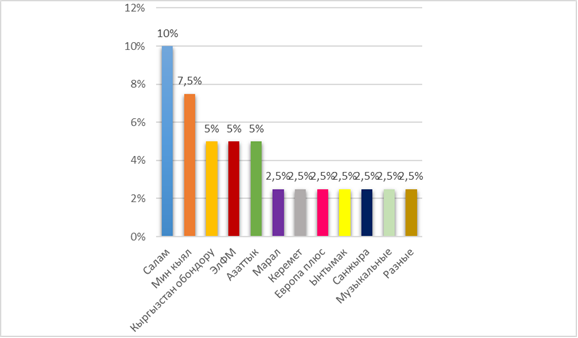 12%
10%
8%
6%
4%
2%
0%
10%
7,5%
5%
5%
5%
2,5%
2,5%
2,5%
2,5%
2,5%
2,5%
2,5%
Салам
Мин кыял
Кыргызстан обондору
ЭлФМ
Азаттык
Марал
Керемет
Европа плюс
Ынтымак
Санжыра
Музыкальные
Разные